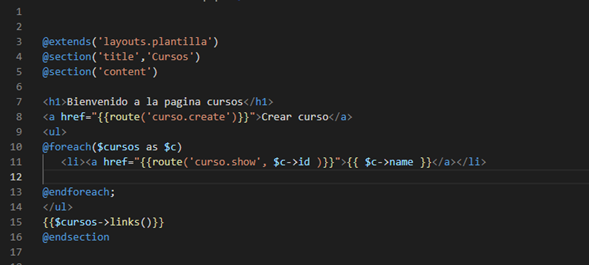 1
2
3 @extends('layouts.plantilla')
4 @section('title','Cursos')
5 @section('content')
6
7 <h1>Bienvenido a la pagina cursos</h1>
8 <a href="{{route('curso.create')}}">Crear curso</a>
9 <ul>
10 @foreach($cursos as $c)
11 <li><a href="{{route('curso.show', $c->id )}}">{{ $c->name }}</a></li>
12
13 @endforeach;
14 </ul>
15 {{$cursos->links()}}
16 @endsection
17